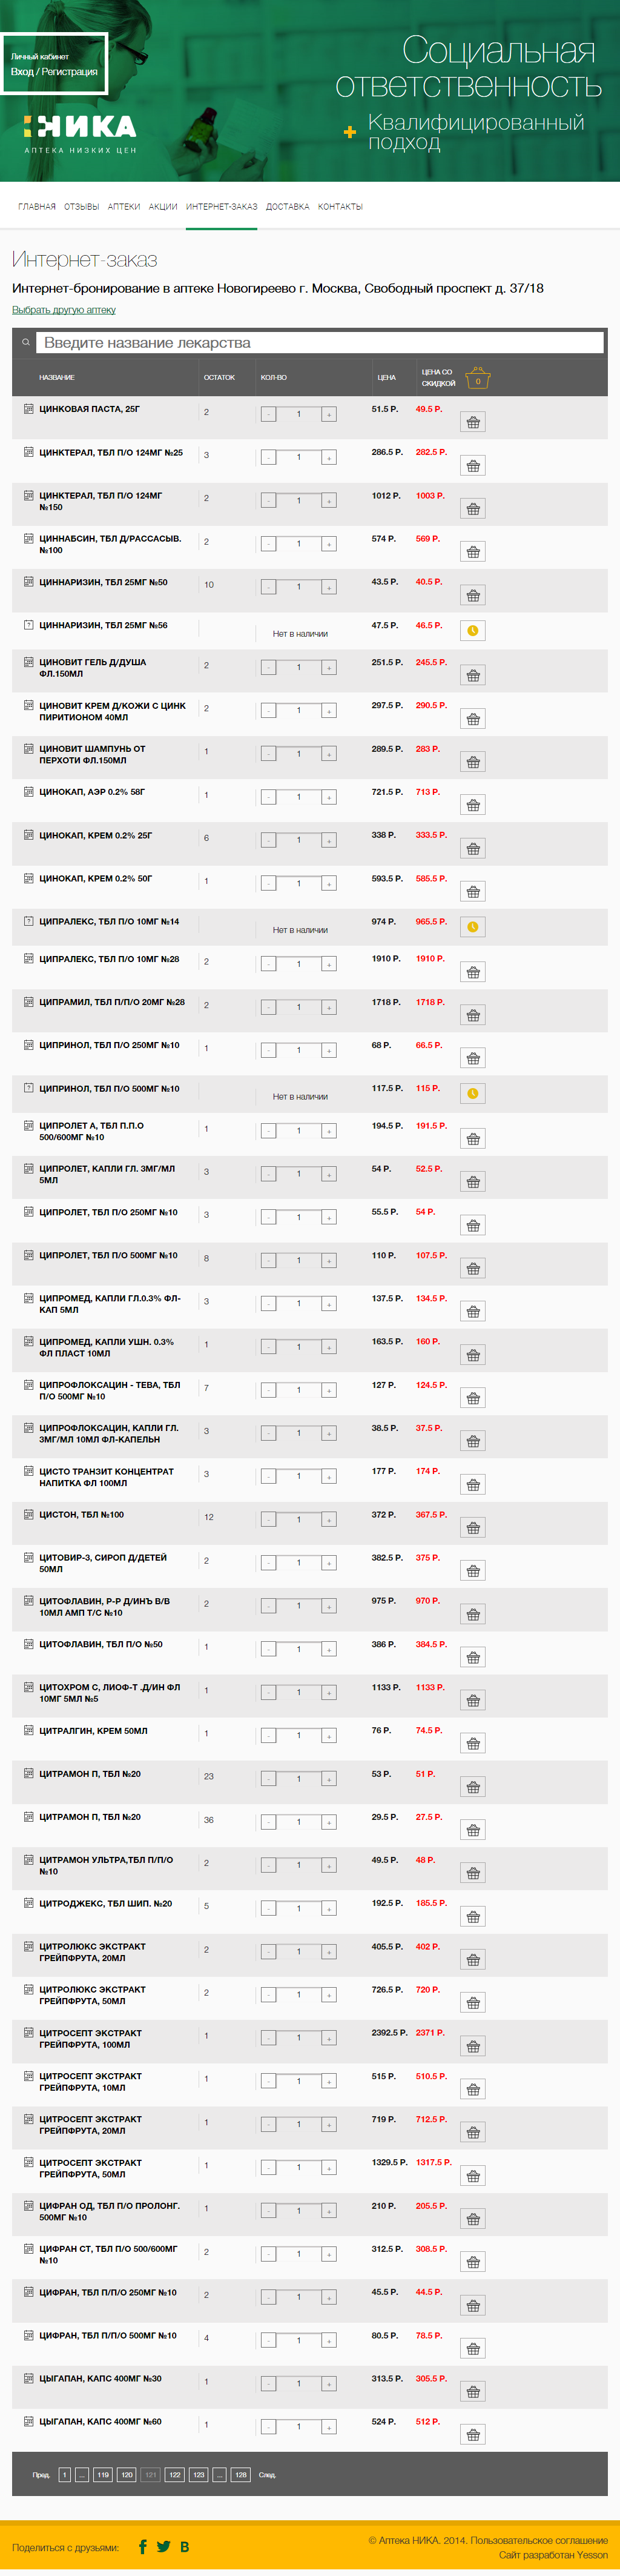 Личный кабинет
Вход / Регистрация
НИКА
АПТЕКА НИЗКИХ ЦЕН
Социальная
ответственность
Квалифицированный
подход
ГЛАВНАЯ ОТЗЫВЫ АПТЕКИ АКЦИИ ИНТЕРНЕТ-ЗАКАЗ ДОСТАВКА КОНТАКТЫ
Интернет-заказ
Интернет-бронирование в аптеке Новогиреево г. Москва, Свободный проспект д. 37/18
Выбрать другую аптеку
Введите название лекарства
НАЗВАНИЕ ОСТАТОК КОЛ-ВО ЦЕНА ЦЕНА СО
СКИДКОЙ 0
ЦИНКОВАЯ ПАСТА, 25Г 2 - 1 + 51.5 Р. 49.5 Р.
ЦИНКТЕРАЛ, ТБЛ П/О 124МГ №25 3 - 1 + 286.5 Р. 282.5 Р.
ЦИНКТЕРАЛ, ТБЛ П/О 124МГ 2 - 1 + 1012 Р. 1003 Р.
№150
ЦИННАБСИН, ТБЛ Д/РАССАСЫВ. 2 - 1 + 574 Р. 569 Р.
№100
ЦИННАРИЗИН, ТБЛ 25МГ №50 10 - 1 + 43.5 Р. 40.5 Р.
ЦИННАРИЗИН, ТБЛ 25МГ №56 Нет в наличии 47.5 Р. 46.5 Р.
ЦИНОВИТ ГЕЛЬ Д/ДУША 2 - 1 + 251.5 Р. 245.5 Р.
ФЛ.150МЛ
ЦИНОВИТ КРЕМ Д/КОЖИ С ЦИНК 2 - 1 + 297.5 Р. 290.5 Р.
ПИРИТИОНОМ 40МЛ
ЦИНОВИТ ШАМПУНЬ ОТ 1 - 1 + 289.5 Р. 283 Р.
ПЕРХОТИ ФЛ.150МЛ
ЦИНОКАП, АЭР 0.2% 58Г 1 - 1 + 721.5 Р. 713 Р.
ЦИНОКАП, КРЕМ 0.2% 25Г 6 - 1 + 338 Р. 333.5 Р.
ЦИНОКАП, КРЕМ 0.2% 50Г 1 - 1 + 593.5 Р. 585.5 Р.
ЦИПРАЛЕКС, ТБЛ П/О 10МГ №14 Нет в наличии 974 Р. 965.5 Р.
ЦИПРАЛЕКС, ТБЛ П/О 10МГ №28 2 - 1 + 1910 Р. 1910 Р.
ЦИПРАМИЛ, ТБЛ П/П/О 20МГ №28 2 - 1 + 1718 Р. 1718 Р.
ЦИПРИНОЛ, ТБЛ П/О 250МГ №10 1 - 1 + 68 Р. 66.5 Р.
ЦИПРИНОЛ, ТБЛ П/О 500МГ №10 Нет в наличии 117.5 Р. 115 Р.
ЦИПРОЛЕТ А, ТБЛ П.П.О 1 - 1 + 194.5 Р. 191.5 Р.
500/600МГ №10
ЦИПРОЛЕТ, КАПЛИ ГЛ. 3МГ/МЛ 3 - 1 + 54 Р. 52.5 Р.
5МЛ
ЦИПРОЛЕТ, ТБЛ П/О 250МГ №10 3 - 1 + 55.5 Р. 54 Р.
ЦИПРОЛЕТ, ТБЛ П/О 500МГ №10 8 - 1 + 110 Р. 107.5 Р.
ЦИПРОМЕД, КАПЛИ ГЛ.0.3% ФЛ- 3 - 1 + 137.5 Р. 134.5 Р.
КАП 5МЛ
ЦИПРОМЕД, КАПЛИ УШН. 0.3% 1 - 1 + 163.5 Р. 160 Р.
ФЛ ПЛАСТ 10МЛ
ЦИПРОФЛОКСАЦИН - ТЕВА, ТБЛ 7 - 1 + 127 Р. 124.5 Р.
П/О 500МГ №10
ЦИПРОФЛОКСАЦИН, КАПЛИ ГЛ. 3 - 1 + 38.5 Р. 37.5 Р.
3МГ/МЛ 10МЛ ФЛ-КАПЕЛЬН
ЦИСТО ТРАНЗИТ КОНЦЕНТРАТ 3 - 1 + 177 Р. 174 Р.
НАПИТКА ФЛ 100МЛ
ЦИСТОН, ТБЛ №100 12 - 1 + 372 Р. 367.5 Р.
ЦИТОВИР-3, СИРОП Д/ДЕТЕЙ 2 - 1 + 382.5 Р. 375 Р.
50МЛ
ЦИТОФЛАВИН, Р-Р Д/ИНЪ В/В 2 - 1 + 975 Р. 970 Р.
10МЛ АМП Т/С №10
ЦИТОФЛАВИН, ТБЛ П/О №50 1 - 1 + 386 Р. 384.5 Р.
ЦИТОХРОМ С, ЛИОФ-Т .Д/ИН ФЛ 1 - 1 + 1133 Р. 1133 Р.
10МГ 5МЛ №5
ЦИТРАЛГИН, КРЕМ 50МЛ 1 - 1 + 76 Р. 74.5 Р.
ЦИТРАМОН П, ТБЛ №20 23 - 1 + 53 Р. 51 Р.
ЦИТРАМОН П, ТБЛ №20 36 - 1 + 29.5 Р. 27.5 Р.
ЦИТРАМОН УЛЬТРА,ТБЛ П/П/О 2 - 1 + 49.5 Р. 48 Р.
№10
ЦИТРОДЖЕКС, ТБЛ ШИП. №20 5 - 1 + 192.5 Р. 185.5 Р.
ЦИТРОЛЮКС ЭКСТРАКТ 2 - 1 + 405.5 Р. 402 Р.
ГРЕЙПФРУТА, 20МЛ
ЦИТРОЛЮКС ЭКСТРАКТ 2 - 1 + 726.5 Р. 720 Р.
ГРЕЙПФРУТА, 50МЛ
ЦИТРОСЕПТ ЭКСТРАКТ 1 - 1 + 2392.5 Р. 2371 Р.
ГРЕЙПФРУТА, 100МЛ
ЦИТРОСЕПТ ЭКСТРАКТ 1 - 1 + 515 Р. 510.5 Р.
ГРЕЙПФРУТА, 10МЛ
ЦИТРОСЕПТ ЭКСТРАКТ 1 - 1 + 719 Р. 712.5 Р.
ГРЕЙПФРУТА, 20МЛ
ЦИТРОСЕПТ ЭКСТРАКТ 1 - 1 + 1329.5 Р. 1317.5 Р.
ГРЕЙПФРУТА, 50МЛ
ЦИФРАН ОД, ТБЛ П/О ПРОЛОНГ. 1 - 1 + 210 Р. 205.5 Р.
500МГ №10
ЦИФРАН СТ, ТБЛ П/О 500/600МГ 2 - 1 + 312.5 Р. 308.5 Р.
№10
ЦИФРАН, ТБЛ П/П/О 250МГ №10 2 - 1 + 45.5 Р. 44.5 Р.
ЦИФРАН, ТБЛ П/П/О 500МГ №10 4 - 1 + 80.5 Р. 78.5 Р.
ЦЫГАПАН, КАПС 400МГ №30 1 - 1 + 313.5 Р. 305.5 Р.
ЦЫГАПАН, КАПС 400МГ №60 1 - 1 + 524 Р. 512 Р.
Пред. 1 ... 119 120 121 122 123 ... 128 След.
Поделиться с друзьями:
© Аптека НИКА. 2014. Пользовательское соглашение
Сайт разработан Yesson